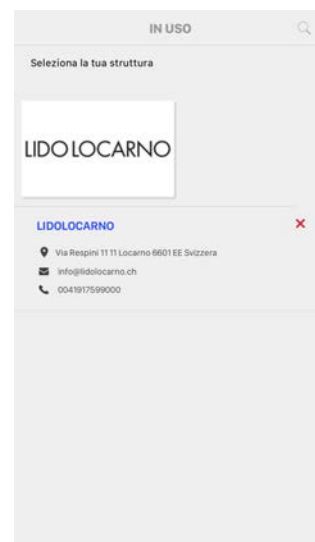 IN USO
Seleziona la tua struttura
LIDO LOCARNO
LIDOLOCARNO
Via Respini 11 11 Locarno 6601 EE Svizzera
info@lidolocarno.ch
0041917599000